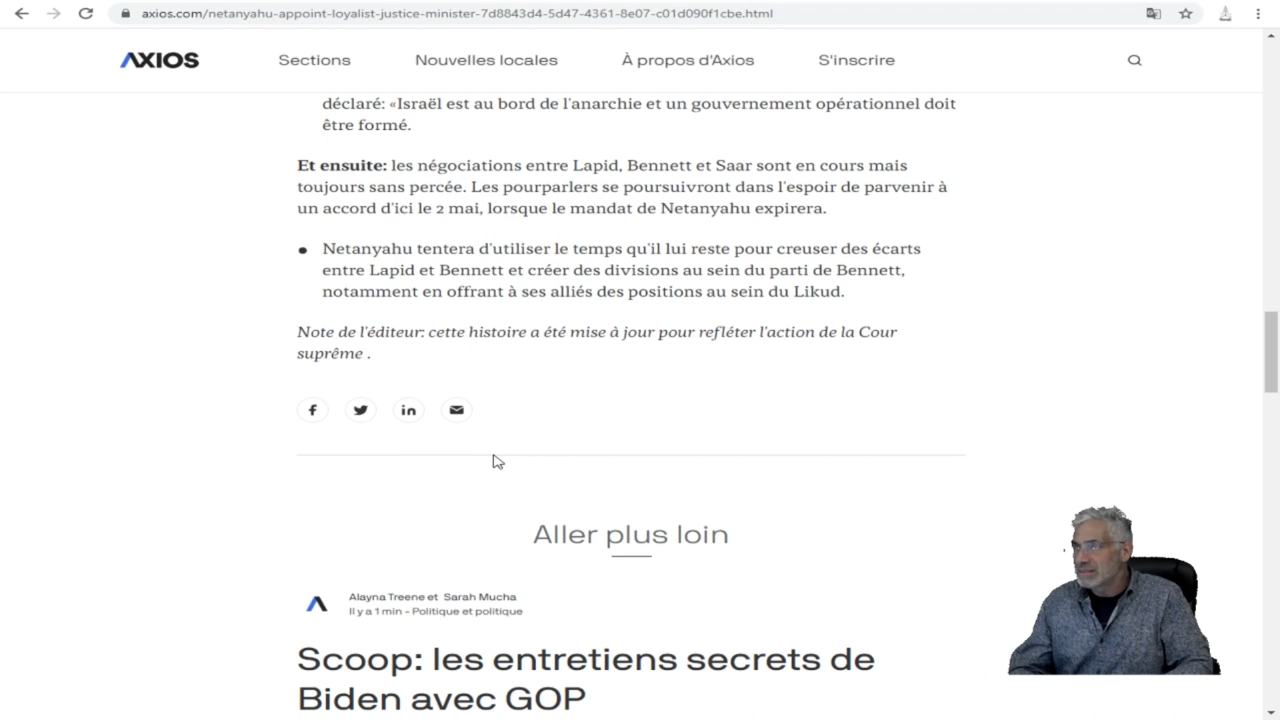 axios.com/netanyahu-appoint-loyalist-justice-minister-7d8843d4-5d47-4361-8e07-c01d090f1cbe.html
AXIOS
Sections
Nouvelles locales
À propos d'Axios
S'inscrire
déclaré: «Israël est au bord de l'anarchie et un gouvernement opérationnel doit
être formé.
Et ensuite: les négociations entre Lapid, Bennett et Saar sont en cours mais
toujours sans percée. Les pourparlers se poursuivront dans l'espoir de parvenir à
un accord d'ici le 2 mai, lorsque le mandat de Netanyahu expirera.
Netanyahu tentera d'utiliser le temps qu'il lui reste pour creuser des écarts
entre Lapid et Bennett et créer des divisions au sein du parti de Bennett,
notamment en offrant à ses alliés des positions au sein du Likud.
Note de l'éditeur: cette histoire a été mise à jour pour refléter l'action de la Cour
suprême .
Aller plus loin
Alayna Treene et Sarah Mucha
Il y a 1 min - Politique et politique
Scoop: les entretiens secrets de
Biden avec GOP